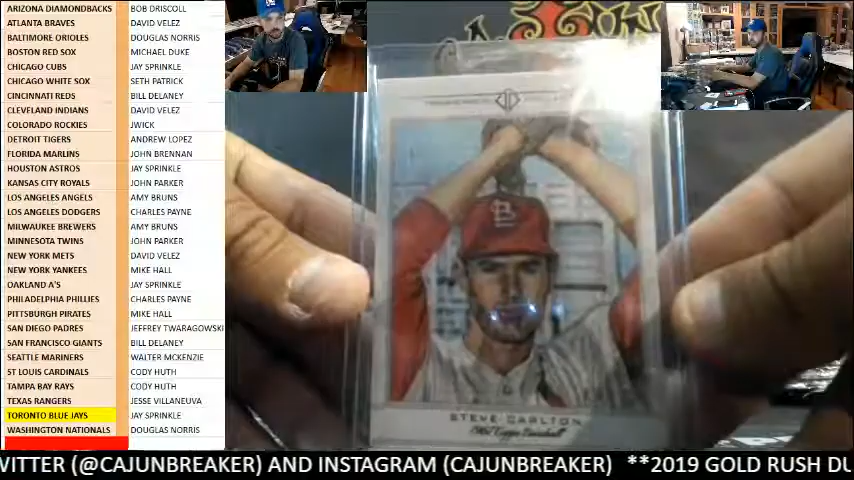 ARIZONA DIAMONDBACKS BOB DRISCOLL
ATLANTA BRAVES DAVID VELEZ
BALTIMORE ORIOLES DOUGLAS NORRIS
BOSTON RED SOX MICHAEL DUKE
CHICAGO CUBS JAY SPRINKLE
CHICAGO WHITE SOX SETH PATRICK
CINCINNATI REDS BILL DELANEY
CLEVELAND INDIANS DAVID VELEZ
COLORADO ROCKIES JWICK
DETROIT TIGERS ANDREW LOPEZ
FLORIDA MARLINS JOHN BRENNAN
HOUSTON ASTROS JAY SPRINKLE
KANSAS CITY ROYALS JOHN PARKER
LOS ANGELES ANGELS AMY BRUNS
LOS ANGELES DODGERS CHARLES PAYNE
MILWAUKEE BREWERS AMY BRUNS
MINNESOTA TWINS JOHN PARKER
NEW YORK METS DAVID VELEZ
NEW YORK YANKEES MIKE HALL
OAKLAND A'S JAY SPRINKLE
PHILADELPHIA PHILLIES CHARLES PAYNE
PITTSBURGH PIRATES MIKE HALL
SAN DIEGO PADRES JEFFREY TWARAGOWSKI
SAN FRANCISCO GIANTS BILL DELANEY
SEATTLE MARINERS WALTER MCKENZIE
ST LOUIS CARDINALS CODY HUTH
TAMPA BAY RAYS CODY HUTH
TEXAS RANGERS JESSE VILLANUEVA
TORONTO BLUE JAYS JAY SPRINKLE
WASHINGTON NATIONALS DOUGLAS NORRIS
STEVE CARLTON
WITTER (@CAJUNBREAKER) AND INSTAGRAM (CAJUNBREAKER) **2019 GOLD RUSH DU